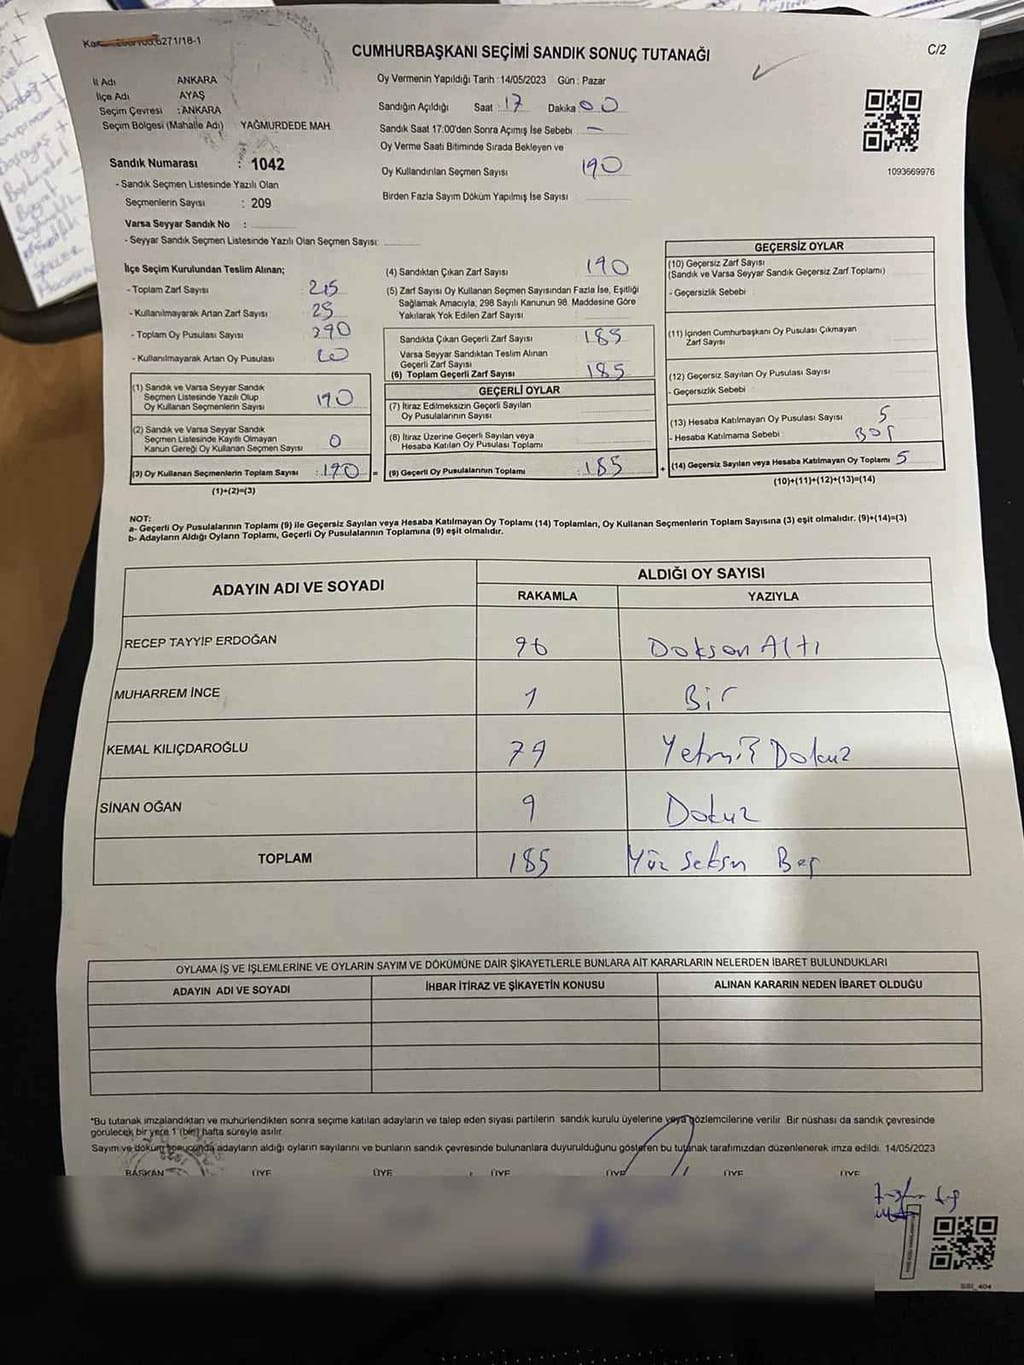 6271/18-1
CUMHURBAŞKANI SEÇİMİ SANDIK SONUÇ TUTANAĞI
C/2
İl Adı ANKARA
İlçe Adı AYAŞ
Seçim Çevresi : ANKARA
Seçim Bölgesi (Mahalle Adı) YAĞMURDEDE MAH.
Sandık Numarası : 1042
- Sandık Seçmen Listesinde Yazılı Olan
Seçmenlerin Sayısı : 209
Varsa Seyyar Sandık No :
- Seyyar Sandık Seçmen Listesinde Yazılı Olan Seçmen Sayısı:
Oy Vermenin Yapıldığı Tarih : 14/05/2023 Gün : Pazar
Sandığın Açıldığı Saat : 17 Dakika 00
Sandık Saat 17:00'den Sonra Açımış İse Sebebi : —
Oy Verme Saati Bitiminde Sırada Bekleyen ve
Oy Kullandırılan Seçmen Sayısı 190
Birden Fazla Sayım Döküm Yapılmış İse Sayısı
1093669976
İlçe Seçim Kurulundan Teslim Alınan;
- Toplam Zarf Sayısı : 215
- Kullanılmayarak Artan Zarf Sayısı : 25
- Toplam Oy Pusulası Sayısı
- Kullanılmayarak Artan Oy Pusulası :
(1) Sandık ve Varsa Seyyar Sandık
Seçmen Listesinde Yazılı Olup
Oy Kullanan Seçmenlerin Sayısı 190
(2) Sandık ve Varsa Seyyar Sandık
Seçmen Listesinde Kayıtlı Olmayan
Kanun Gereği Oy Kullanan Seçmen Sayısı 0
(3) Oy Kullanan Seçmenlerin Toplam Sayısı : 190 =
(1)+(2)=(3)
(4) Sandıktan Çıkan Zarf Sayısı 190
(5) Zarf Sayısı Oy Kullanan Seçmen Sayısından Fazla İse, Eşitliği
Sağlamak Amacıyla, 298 Sayılı Kanunun 98. Maddesine Göre
Yakılarak Yok Edilen Zarf Sayısı
Sandıkta Çıkan Geçerli Zarf Sayısı 185
Varsa Seyyar Sandıktan Teslim Alınan
Geçerli Zarf Sayısı
(6) Toplam Geçerli Zarf Sayısı 185
GEÇERLİ OYLAR
(7) İtiraz Edilmeksizin Geçerli Sayılan
Oy Pusulalarının Sayısı
(8) İtiraz Üzerine Geçerli Sayılan veya
Hesaba Katılan Oy Pusulası Toplamı
(9) Geçerli Oy Pusulalarının Toplamı : 185 +
GEÇERSİZ OYLAR
(10) Geçersiz Zarf Sayısı
(Sandık ve Varsa Seyyar Sandık Geçersiz Zarf Toplamı)
- Geçersizlik Sebebi
(11) İçinden Cumhurbaşkanı Oy Pusulası Çıkmayan
Zarf Sayısı
(12) Geçersiz Sayılan Oy Pusulası Sayısı
- Geçersizlik Sebebi
(13) Hesaba Katılmayan Oy Pusulası Sayısı 5
- Hesaba Katılmama Sebebi : BOŞ
(14) Geçersiz Sayılan veya Hesaba Katılmayan Oy Toplamı 5
(10)+(11)+(12)+(13)=(14)
NOT:
a- Geçerli Oy Pusulalarının Toplamı (9) ile Geçersiz Sayılan veya Hesaba Katılmayan Oy Toplamı (14) Toplamları, Oy Kullanan Seçmenlerin Toplam Sayısına (3) eşit olmalıdır. (9)+(14)=(3)
b- Adayların Aldığı Oyların Toplamı, Geçerli Oy Pusulalarının Toplamına (9) eşit olmalıdır.
ADAYIN ADI VE SOYADI ALDIĞI OY SAYISI
RAKAMLA YAZIYLA
RECEP TAYYİP ERDOĞAN 96 Doksan Altı
MUHARREM İNCE 1 Bir
KEMAL KILIÇDAROĞLU 79 Yetmiş Dokuz
SİNAN OĞAN 9 Dokuz
TOPLAM 185 Yüz Seksn Beş
OYLAMA İŞ VE İŞLEMLERİNE VE OYLARIN SAYIM VE DÖKÜMÜNE DAİR ŞİKAYETLERLE BUNLARA AİT KARARLARIN NELERDEN İBARET BULUNDUKLARI
ADAYIN ADI VE SOYADI İHBAR İTİRAZ VE ŞİKAYETİN KONUSU ALINAN KARARIN NEDEN İBARET OLDUĞU
*Bu tutanak imzalandıktan ve mühürlendikten sonra seçime katılan adayların ve talep eden siyasi partilerin sandık kurulu üyelerine veya gözlemcilerine verilir. Bir nüshası da sandık çevresinde
görülecek bir yere 1 (bir) hafta süreyle asılır.
Sayım ve döküm sonucunda adayların aldığı oyların sayılarını ve bunların sandık çevresinde bulunanlara duyurulduğunu gösteren bu tutanak tarafımızdan düzenlenerek imza edildi. 14/05/2023
BAŞKAN ÜYE ÜYE ÜYE ÜYE ÜYE ÜYE